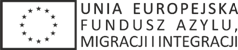 UNIA EUROPEJSKA
FUNDUSZ AZYLU,
MIGRACJI I INTEGRACJI